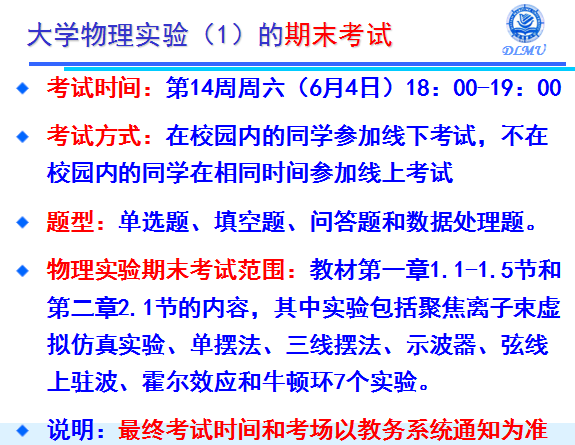 大学物理实验（1）的期末考试
DLMU
考试时间：第14周周六（6月4日）18：00-19：00
考试方式：在校园内的同学参加线下考试，不在
校园内的同学在相同时间参加线上考试
题型：单选题、填空题、问答题和数据处理题。
物理实验期末考试范围：教材第一章1.1-1.5节和
第二章2.1节的内容，其中实验包括聚焦离子束虚
拟仿真实验、单摆法、三线摆法、示波器、弦线
上驻波、霍尔效应和牛顿环7个实验。
说明：最终考试时间和考场以教务系统通知为准